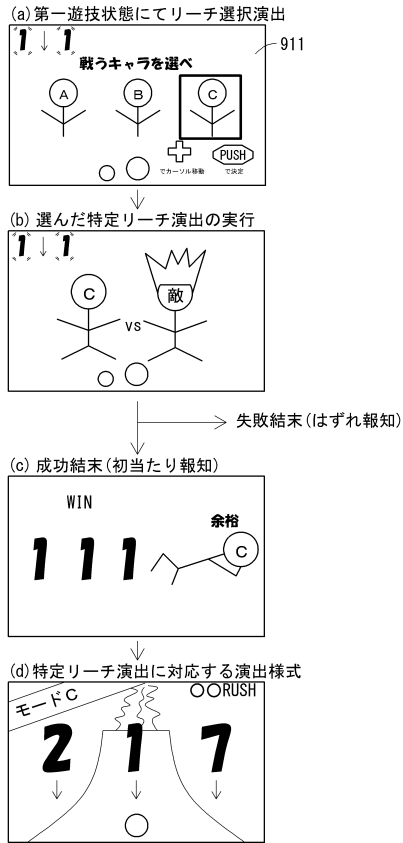 (a)第一遊技状態にてリーチ選択演出
1 ↓ 1
911
戦うキャラを選べ
A B C
PUSH
でカーソル移動 で決定
(b) 選んだ特定リーチ演出の実行
1 ↓ 1
C vs 敵
失敗結末(はずれ報知)
(c) 成功結末(初当たり報知)
WIN
余裕
1 1 1 C
(d)特定リーチ演出に対応する演出様式
モードC
○○RUSH
2 1 7